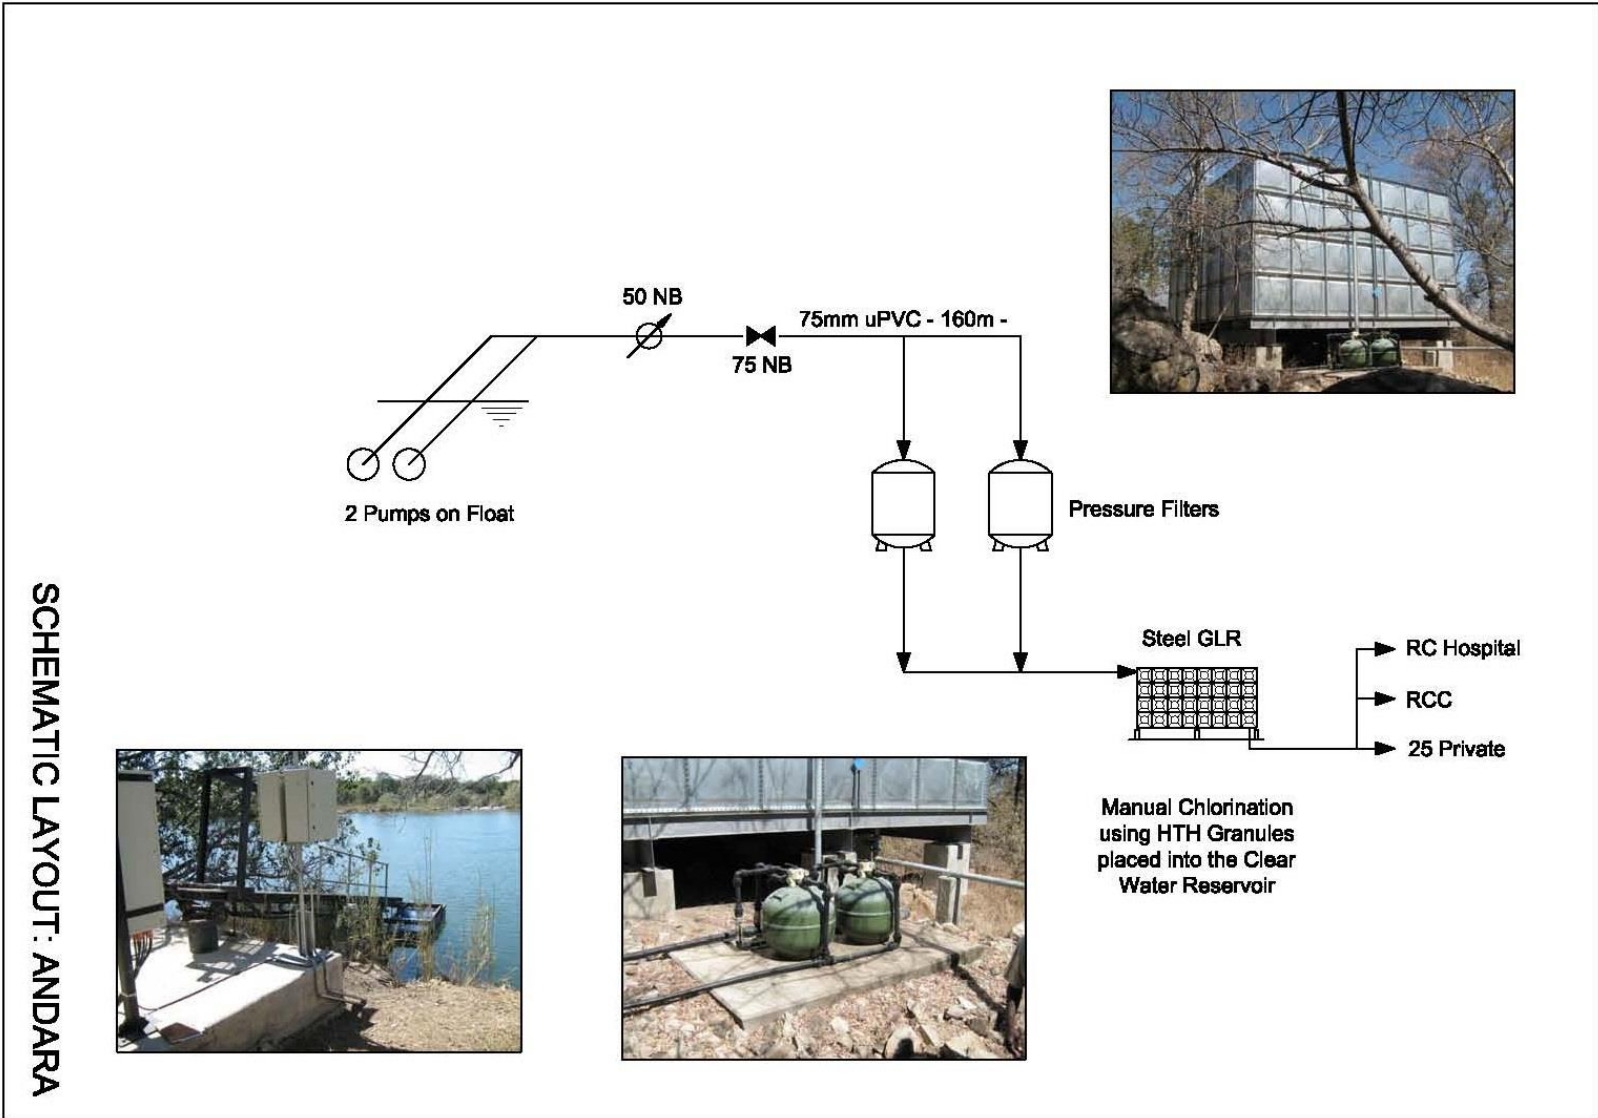 50 NB
75mm uPVC - 160m -
75 NB
2 Pumps on Float
Pressure Filters
Steel GLR
RC Hospital
RCC
25 Private
Manual Chlorination
using HTH Granules
placed into the Clear
Water Reservoir
SCHEMATIC LAYOUT: ANDARA